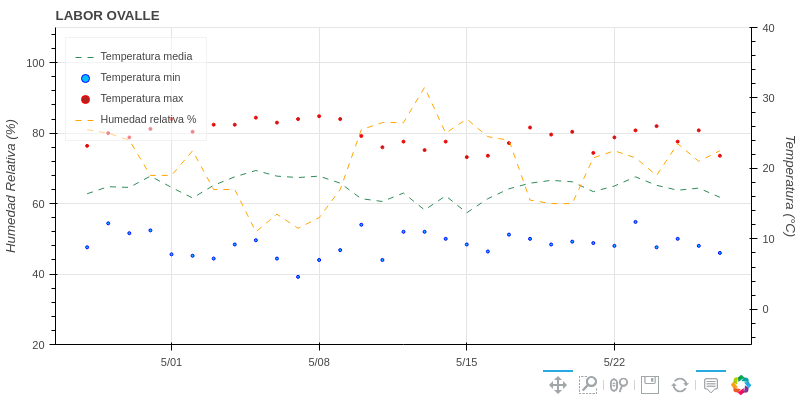 LABOR OVALLE
Temperatura media
Temperatura min
Temperatura max
Humedad relativa %
Humedad Relativa (%)
100
80
60
40
20
Temperatura (°C)
40
30
20
10
0
5/01
5/08
5/15
5/22